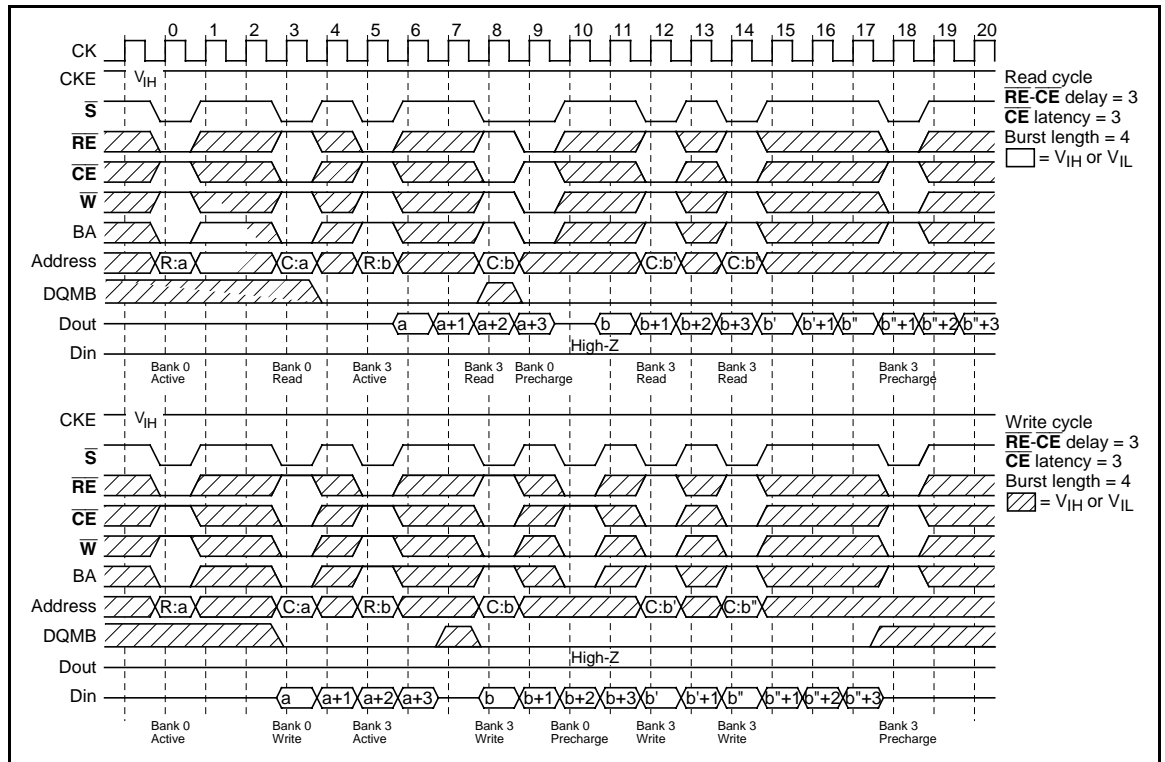 0 1 2 3 4 5 6 7 8 9 10 11 12 13 14 15 16 17 18 19 20
CK
CKE VIH
S
RE
CE
W
BA
Address R:a C:a R:b C:b C:b' C:b"
DQMB
Dout a a+1 a+2 a+3 b b+1 b+2 b+3 b' b'+1 b" b"+1 b"+2 b"+3
High-Z
Din
Bank 0 Active
Bank 0 Read
Bank 3 Active
Bank 3 Read
Bank 0 Precharge
Bank 3 Read
Bank 3 Read
Bank 3 Precharge
Read cycle
RE-CE delay = 3
CE latency = 3
Burst length = 4
= VIH or VIL
CKE VIH
S
RE
CE
W
BA
Address R:a C:a R:b C:b C:b' C:b"
DQMB
High-Z
Dout
Din a a+1 a+2 a+3 b b+1 b+2 b+3 b' b'+1 b" b"+1 b"+2 b"+3
Bank 0 Active
Bank 0 Write
Bank 3 Active
Bank 3 Write
Bank 0 Precharge
Bank 3 Write
Bank 3 Write
Bank 3 Precharge
Write cycle
RE-CE delay = 3
CE latency = 3
Burst length = 4
= VIH or VIL